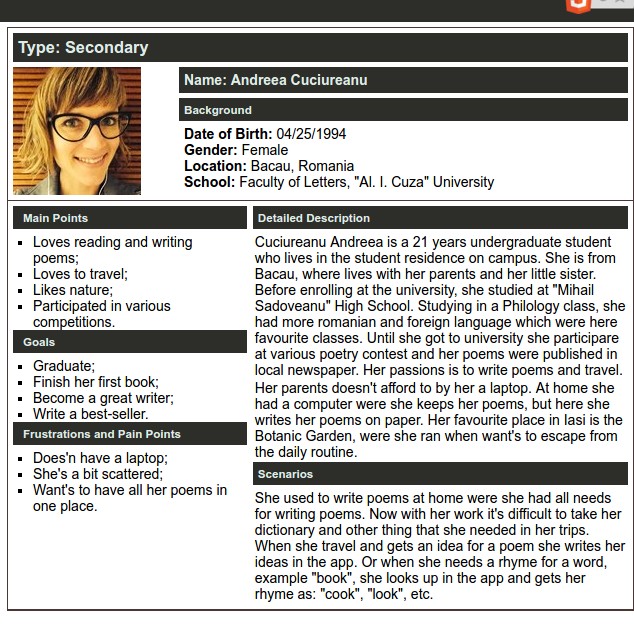 Type: Secondary
Name: Andreea Cuciureanu
Background
Date of Birth: 04/25/1994
Gender: Female
Location: Bacau, Romania
School: Faculty of Letters, "Al. I. Cuza" University
Main Points
Loves reading and writing
poems;
Loves to travel;
Likes nature;
Participated in various
competitions.
Goals
Graduate;
Finish her first book;
Become a great writer;
Write a best-seller.
Frustrations and Pain Points
Does'n have a laptop;
She's a bit scattered;
Want's to have all her poems in
one place.
Detailed Description
Cuciureanu Andreea is a 21 years undergraduate student
who lives in the student residence on campus. She is from
Bacau, where lives with her parents and her little sister.
Before enrolling at the university, she studied at "Mihail
Sadoveanu" High School. Studying in a Philology class, she
had more romanian and foreign language which were here
favourite classes. Until she got to university she participare
at various poetry contest and her poems were published in
local newspaper. Her passions is to write poems and travel.
Her parents doesn't afford to by her a laptop. At home she
had a computer were she keeps her poems, but here she
writes her poems on paper. Her favourite place in Iasi is the
Botanic Garden, were she ran when want's to escape from
the daily routine.
Scenarios
She used to write poems at home were she had all needs
for writing poems. Now with her work it's difficult to take her
dictionary and other thing that she needed in her trips.
When she travel and gets an idea for a poem she writes her
ideas in the app. Or when she needs a rhyme for a word,
example "book", she looks up in the app and gets her
rhyme as: "cook", "look", etc.